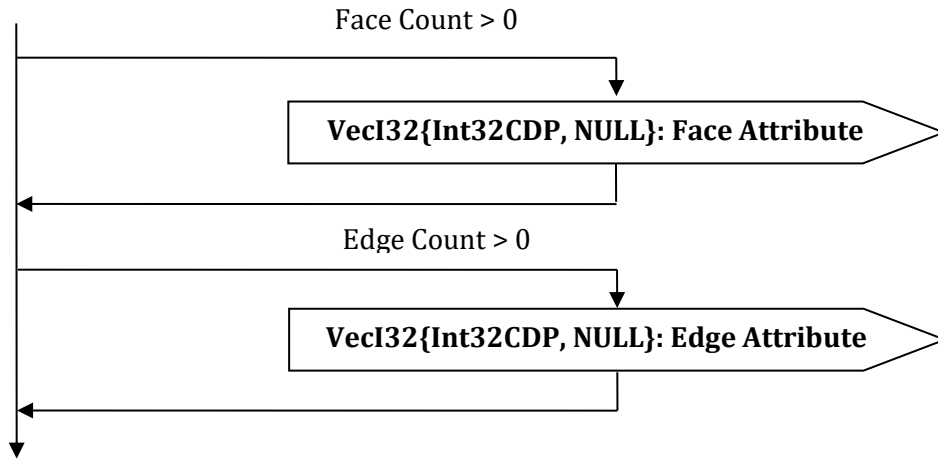 Face Count > 0
VecI32{Int32CDP, NULL}: Face Attribute
Edge Count > 0
VecI32{Int32CDP, NULL}: Edge Attribute